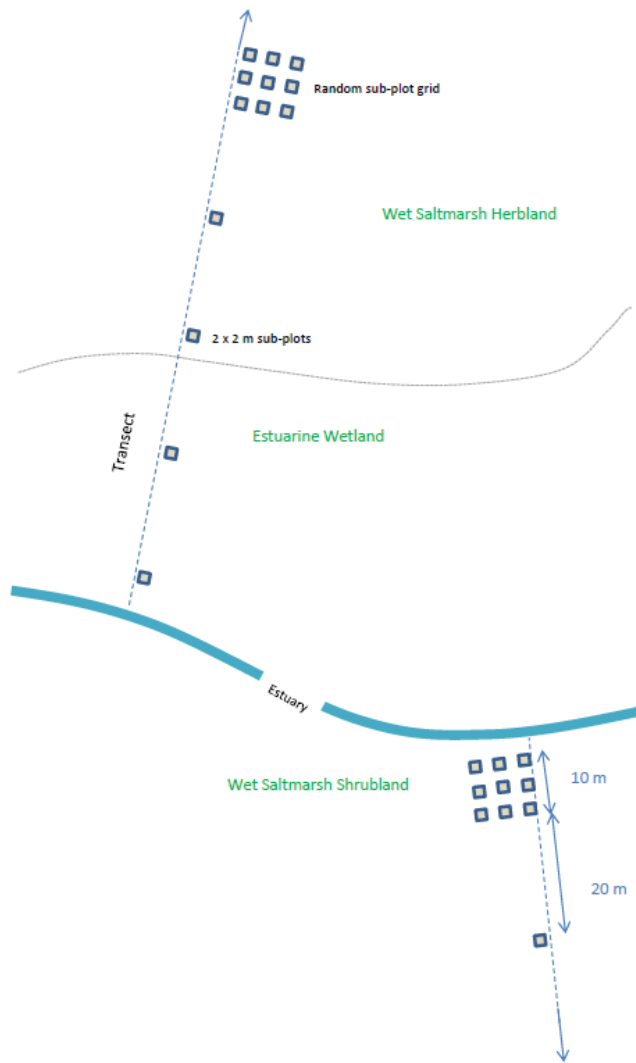 Random sub-plot grid
Wet Saltmarsh Herbland
2 x 2 m sub-plots
Transect
Estuarine Wetland
Estuary
Wet Saltmarsh Shrubland
10 m
20 m